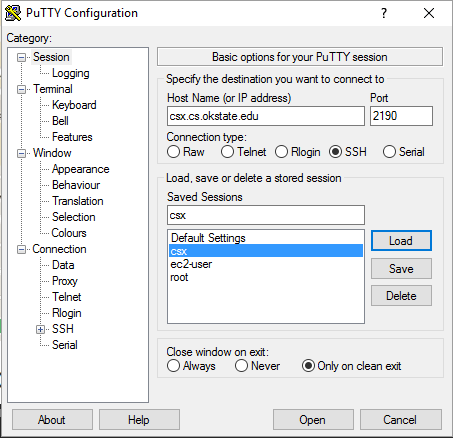 PuTTY Configuration
?
Category:
Session
Logging
Terminal
Keyboard
Bell
Features
Window
Appearance
Behaviour
Translation
Selection
Colours
Connection
Data
Proxy
Telnet
Rlogin
SSH
Serial
Basic options for your PuTTY session
Specify the destination you want to connect to
Host Name (or IP address) Port
csx.cs.okstate.edu 2190
Connection type:
Raw Telnet Rlogin SSH Serial
Load, save or delete a stored session
Saved Sessions
csx
Default Settings
csx
ec2-user
root
Load
Save
Delete
Close window on exit:
Always Never Only on clean exit
About Help Open Cancel